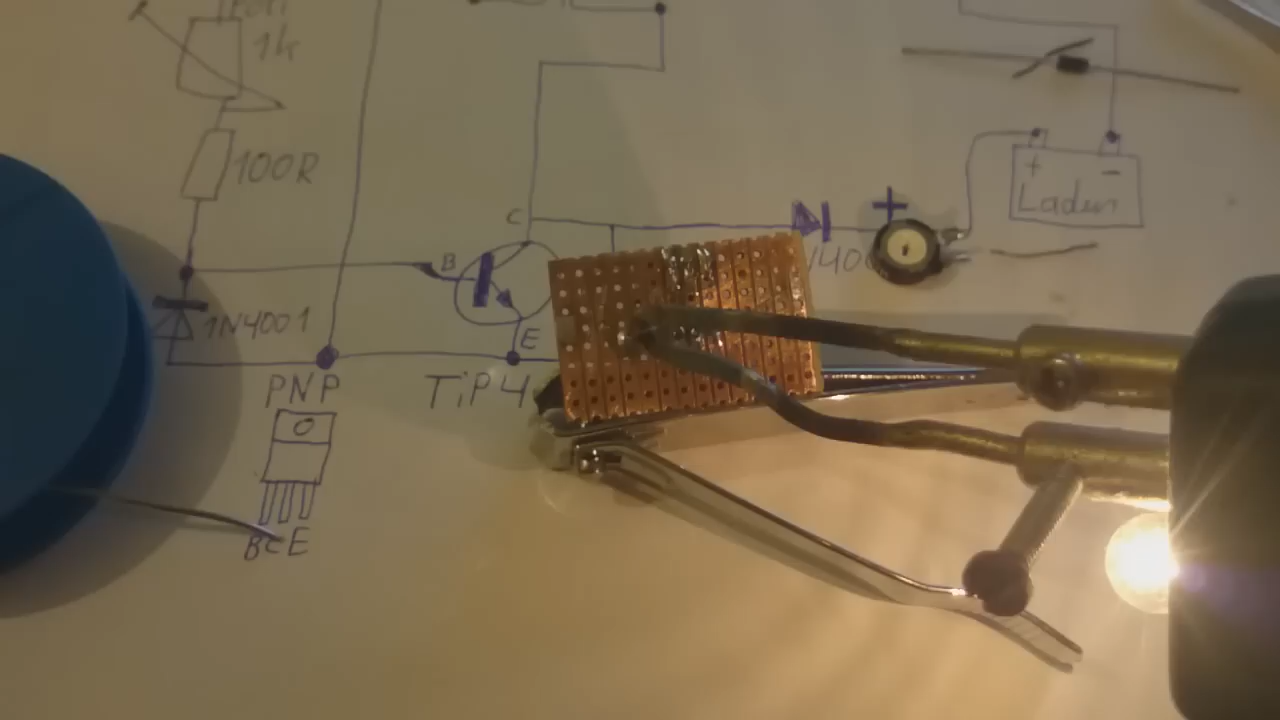 1k
100R
+
+ -
Laden
C
B
1N4001
E
PNP
TiP4
BCE